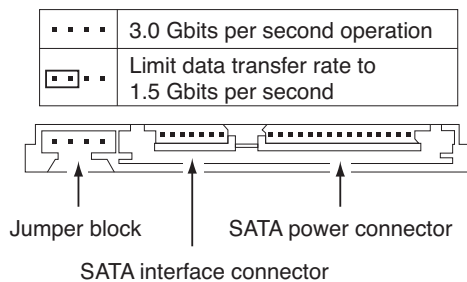 3.0 Gbits per second operation
Limit data transfer rate to
1.5 Gbits per second
Jumper block
SATA power connector
SATA interface connector